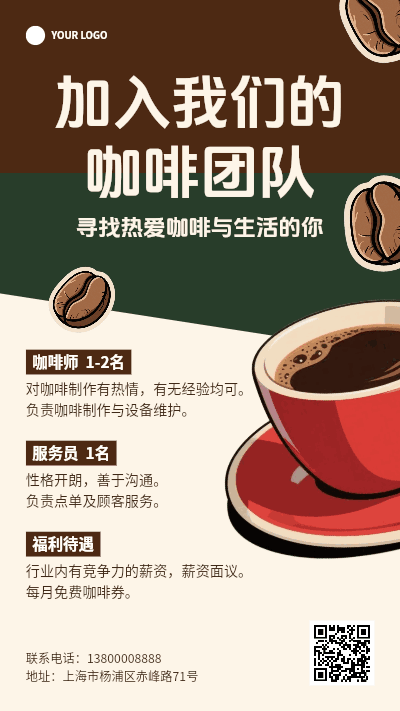 YOUR LOGO
加入我们的
咖啡团队
寻找热爱咖啡与生活的你
咖啡师 1-2名
对咖啡制作有热情，有无经验均可。
负责咖啡制作与设备维护。
服务员 1名
性格开朗，善于沟通。
负责点单及顾客服务。
福利待遇
行业内有竞争力的薪资，薪资面议。
每月免费咖啡券。
联系电话：13800008888
地址：上海市杨浦区赤峰路71号